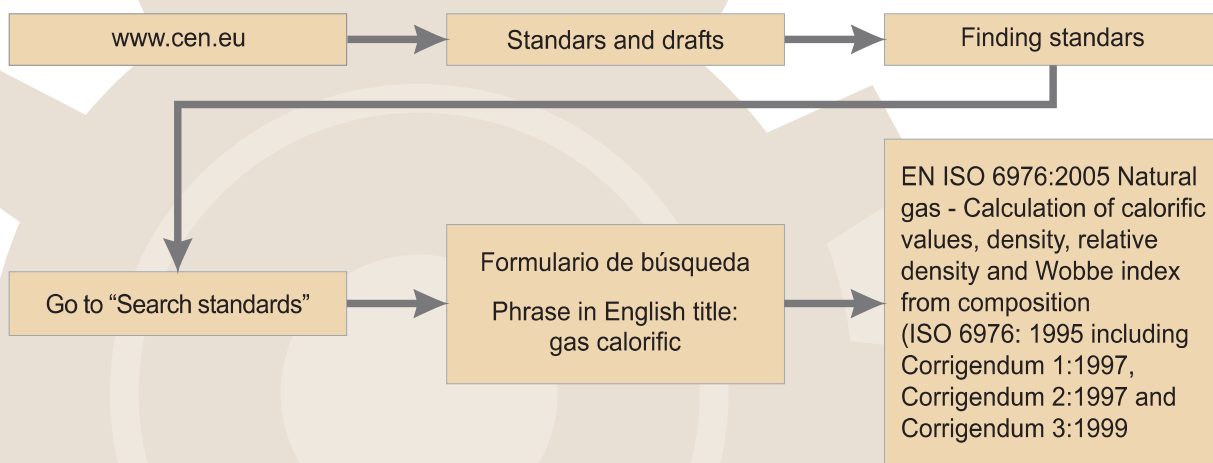 www.cen.eu
Standars and drafts
Finding standars
Go to “Search standards”
Formulario de búsqueda
Phrase in English title:
gas calorific
EN ISO 6976:2005 Natural
gas - Calculation of calorific
values, density, relative
density and Wobbe index
from composition
(ISO 6976: 1995 including
Corrigendum 1:1997,
Corrigendum 2:1997 and
Corrigendum 3:1999